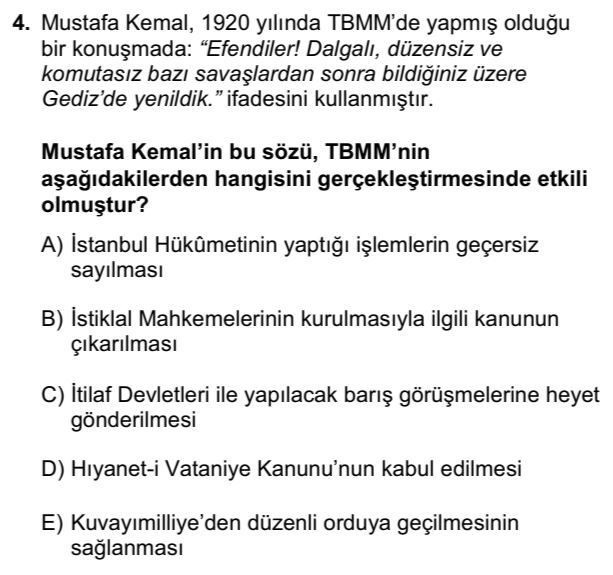 4. Mustafa Kemal, 1920 yılında TBMM’de yapmış olduğu
bir konuşmada: “Efendiler! Dalgalı, düzensiz ve
komutasız bazı savaşlardan sonra bildiğiniz üzere
Gediz’de yenildik.” ifadesini kullanmıştır.
Mustafa Kemal’in bu sözü, TBMM’nin
aşağıdakilerden hangisini gerçekleştirmesinde etkili
olmuştur?
A) İstanbul Hükûmetinin yaptığı işlemlerin geçersiz
sayılması
B) İstiklal Mahkemelerinin kurulmasıyla ilgili kanunun
çıkarılması
C) İtilaf Devletleri ile yapılacak barış görüşmelerine heyet
gönderilmesi
D) Hıyanet-i Vataniye Kanunu’nun kabul edilmesi
E) Kuvayımilliye’den düzenli orduya geçilmesinin
sağlanması